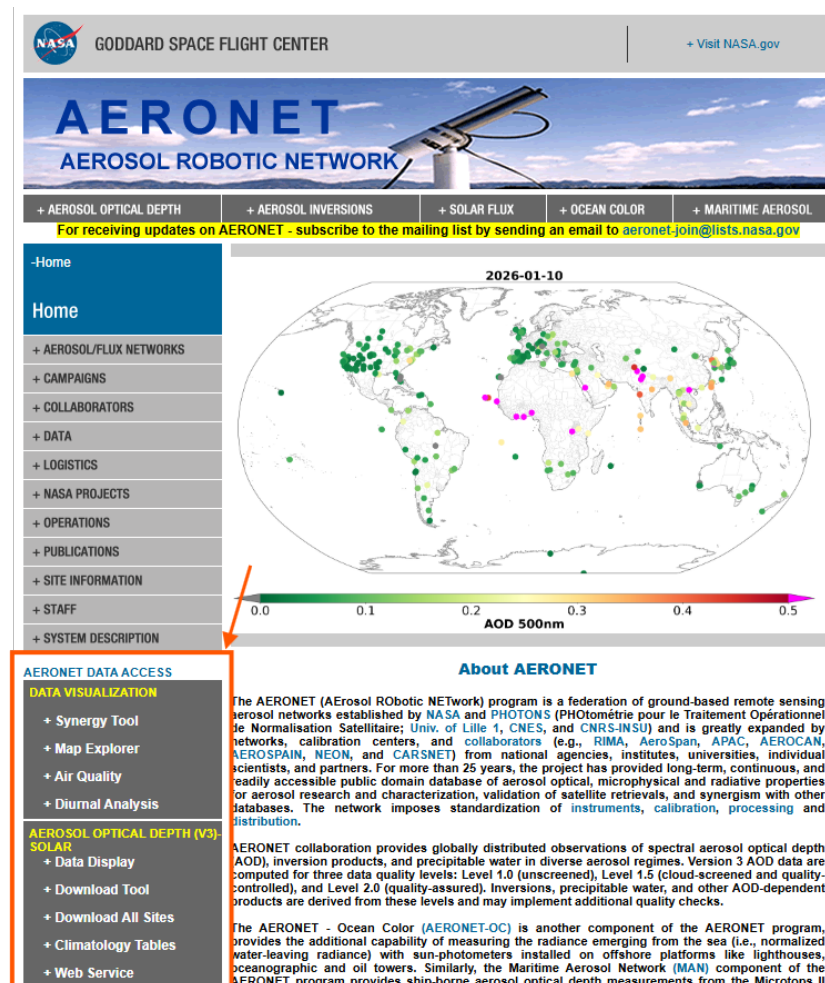 NASA
GODDARD SPACE FLIGHT CENTER
+ Visit NASA.gov
AERONET
AEROSOL ROBOTIC NETWORK
+ AEROSOL OPTICAL DEPTH
+ AEROSOL INVERSIONS
+ SOLAR FLUX
+ OCEAN COLOR
+ MARITIME AEROSOL
For receiving updates on AERONET - subscribe to the mailing list by sending an email to aeronet-join@lists.nasa.gov
-Home
Home
+ AEROSOL/FLUX NETWORKS
+ CAMPAIGNS
+ COLLABORATORS
+ DATA
+ LOGISTICS
+ NASA PROJECTS
+ OPERATIONS
+ PUBLICATIONS
+ SITE INFORMATION
+ STAFF
+ SYSTEM DESCRIPTION
2026-01-10
0.0 0.1 0.2 0.3 0.4 0.5
AOD 500nm
AERONET DATA ACCESS
DATA VISUALIZATION
+ Synergy Tool
+ Map Explorer
+ Air Quality
+ Diurnal Analysis
AEROSOL OPTICAL DEPTH (V3)-
SOLAR
+ Data Display
+ Download Tool
+ Download All Sites
+ Climatology Tables
+ Web Service
About AERONET
The AERONET (AErosol RObotic NETwork) program is a federation of ground-based remote sensing
aerosol networks established by NASA and PHOTONS (PHOtométrie pour le Traitement Opérationnel
de Normalisation Satellitaire; Univ. of Lille 1, CNES, and CNRS-INSU) and is greatly expanded by
networks, calibration centers, and collaborators (e.g., RIMA, AeroSpan, APAC, AEROCAN,
AEROSPAIN, NEON, and CARSNET) from national agencies, institutes, universities, individual
scientists, and partners. For more than 25 years, the project has provided long-term, continuous, and
readily accessible public domain database of aerosol optical, microphysical and radiative properties
for aerosol research and characterization, validation of satellite retrievals, and synergism with other
databases. The network imposes standardization of instruments, calibration, processing and
distribution.
AERONET collaboration provides globally distributed observations of spectral aerosol optical depth
(AOD), inversion products, and precipitable water in diverse aerosol regimes. Version 3 AOD data are
computed for three data quality levels: Level 1.0 (unscreened), Level 1.5 (cloud-screened and quality-
controlled), and Level 2.0 (quality-assured). Inversions, precipitable water, and other AOD-dependent
products are derived from these levels and may implement additional quality checks.
The AERONET - Ocean Color (AERONET-OC) is another component of the AERONET program,
provides the additional capability of measuring the radiance emerging from the sea (i.e., normalized
water-leaving radiance) with sun-photometers installed on offshore platforms like lighthouses,
oceanographic and oil towers. Similarly, the Maritime Aerosol Network (MAN) component of the
AERONET program provides ship-borne aerosol optical depth measurements from the Microtops II